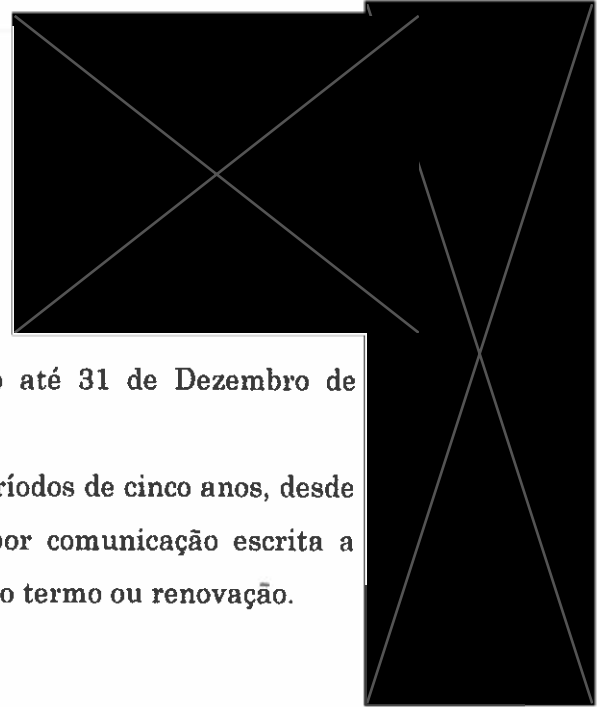 até 31 de Dezembro de
ríodos de cinco anos, desde
por comunicação escrita a
o termo ou renovação.